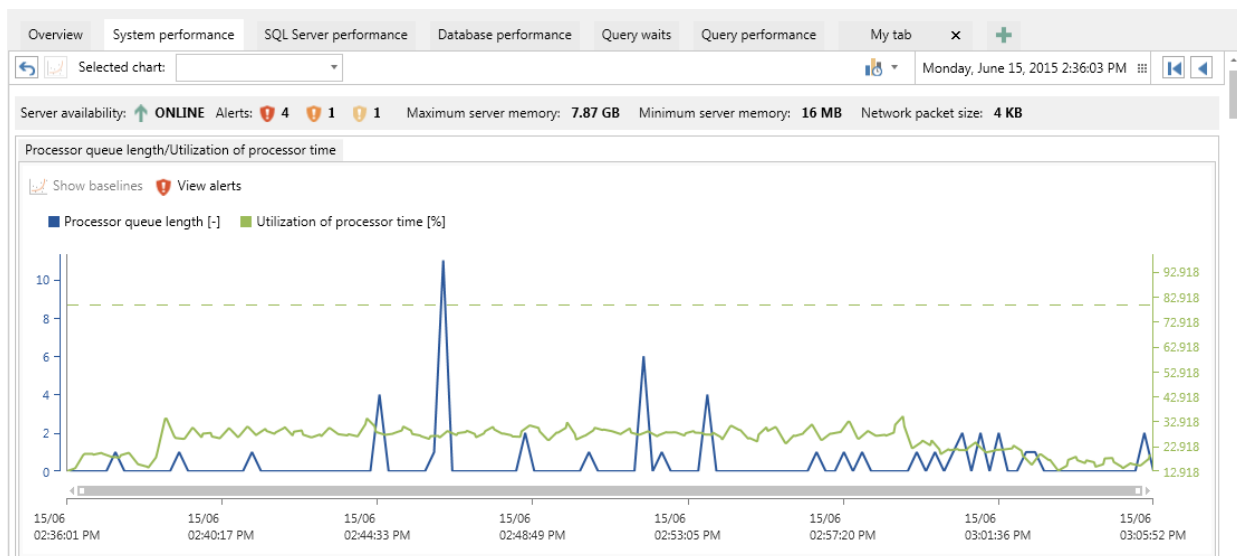 Overview System performance SQL Server performance Database performance Query waits Query performance My tab
Selected chart: Monday, June 15, 2015 2:36:03 PM
Server availability: ONLINE Alerts: 4 1 1 Maximum server memory: 7.87 GB Minimum server memory: 16 MB Network packet size: 4 KB
Processor queue length/Utilization of processor time
Show baselines View alerts
Processor queue length [-] Utilization of processor time [%]
10 92.918
82.918
8 72.918
6 62.918
52.918
4 42.918
32.918
2 22.918
0 12.918
15/06 15/06 15/06 15/06 15/06 15/06 15/06 15/06
02:36:01 PM 02:40:17 PM 02:44:33 PM 02:48:49 PM 02:53:05 PM 02:57:20 PM 03:01:36 PM 03:05:52 PM